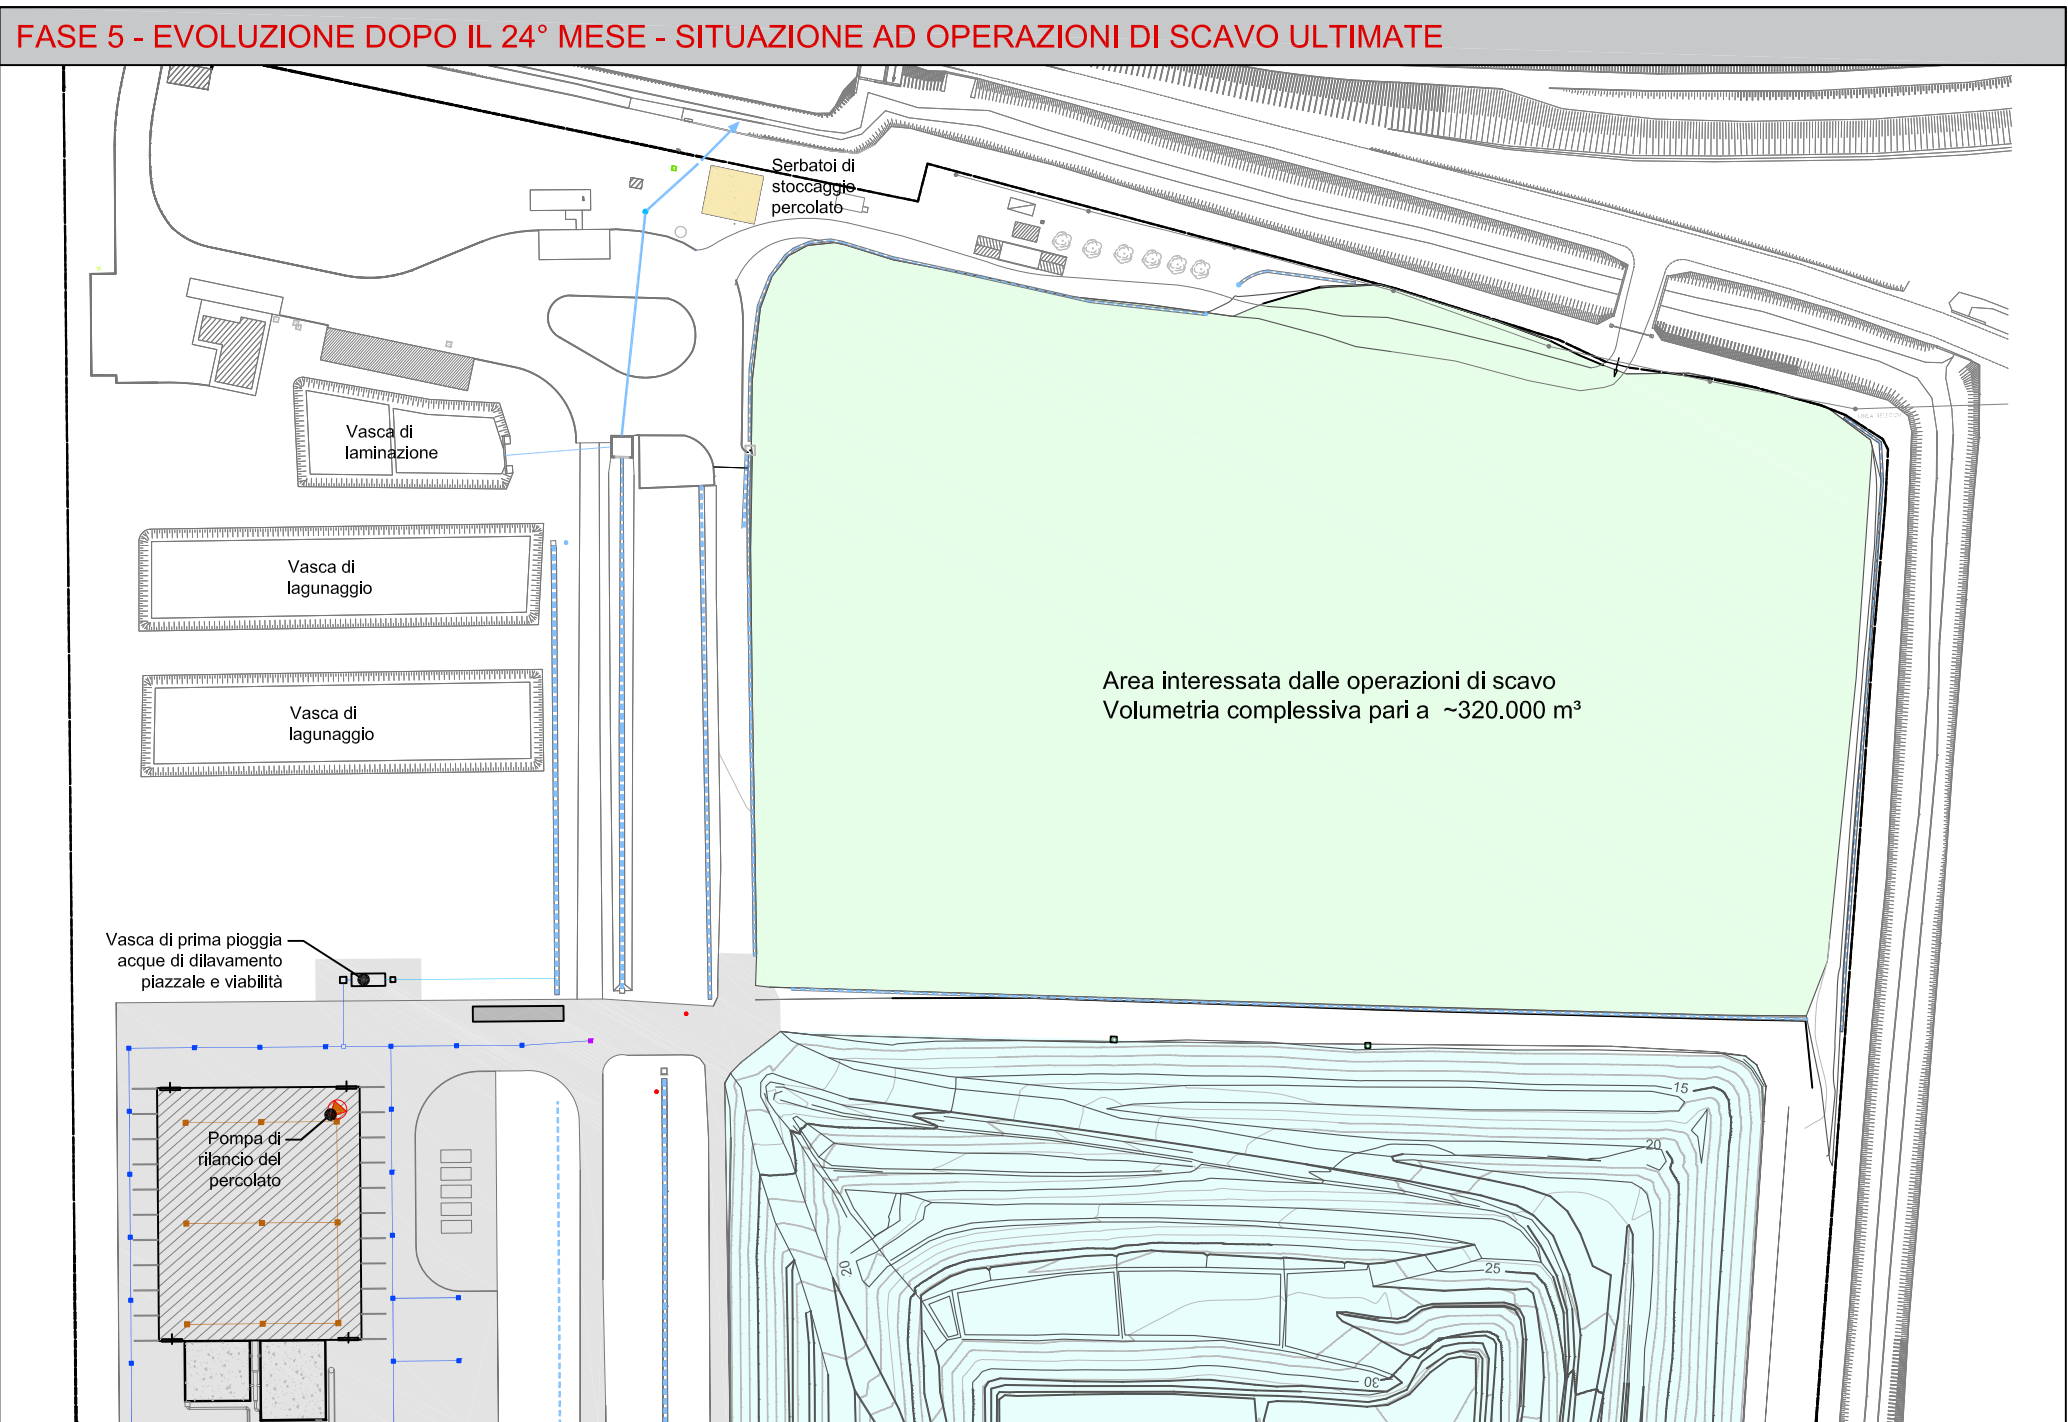 FASE 5 - EVOLUZIONE DOPO IL 24° MESE - SITUAZIONE AD OPERAZIONI DI SCAVO ULTIMATE
Serbatoi di
stoccaggio
percolato
Vasca di
laminazione
Vasca di
lagunaggio
Area interessata dalle operazioni di scavo
Volumetria complessiva pari a ~320.000 m³
Vasca di
lagunaggio
Vasca di prima pioggia
acque di dilavamento
piazzale e viabilità
Pompa di
rilancio del
percolato
15
20
20
25
30